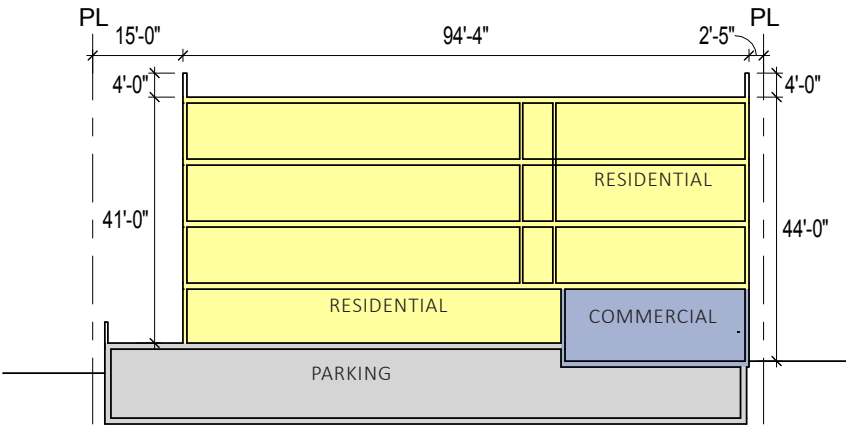 PL
PL
15'-0"
94'-4"
2'-5"
4'-0"
4'-0"
RESIDENTIAL
41'-0"
44'-0"
RESIDENTIAL
COMMERCIAL
PARKING